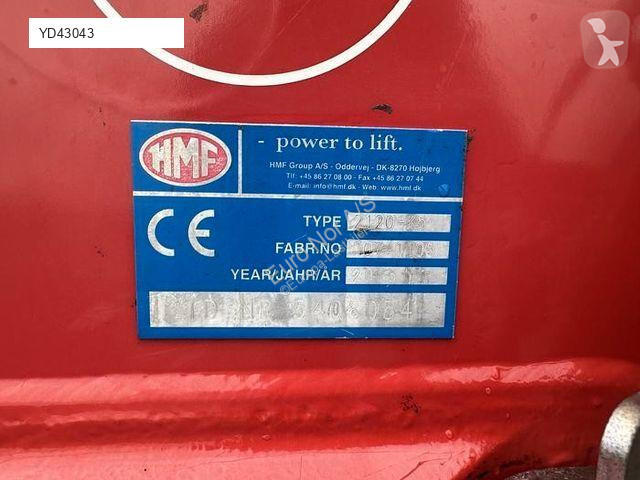 YD43043
HMF
- power to lift.
HMF Group A/S - Oddervej - DK-8270 Højbjerg
Tlf: +45 86 27 08 00 - Fax +45 86 27 07 44
E-mail: info@hmf.dk - Web: www.hmf.dk
CE
TYPE
FABR.NO
YEAR/JAHR/ÅR
Euro Nor A/S